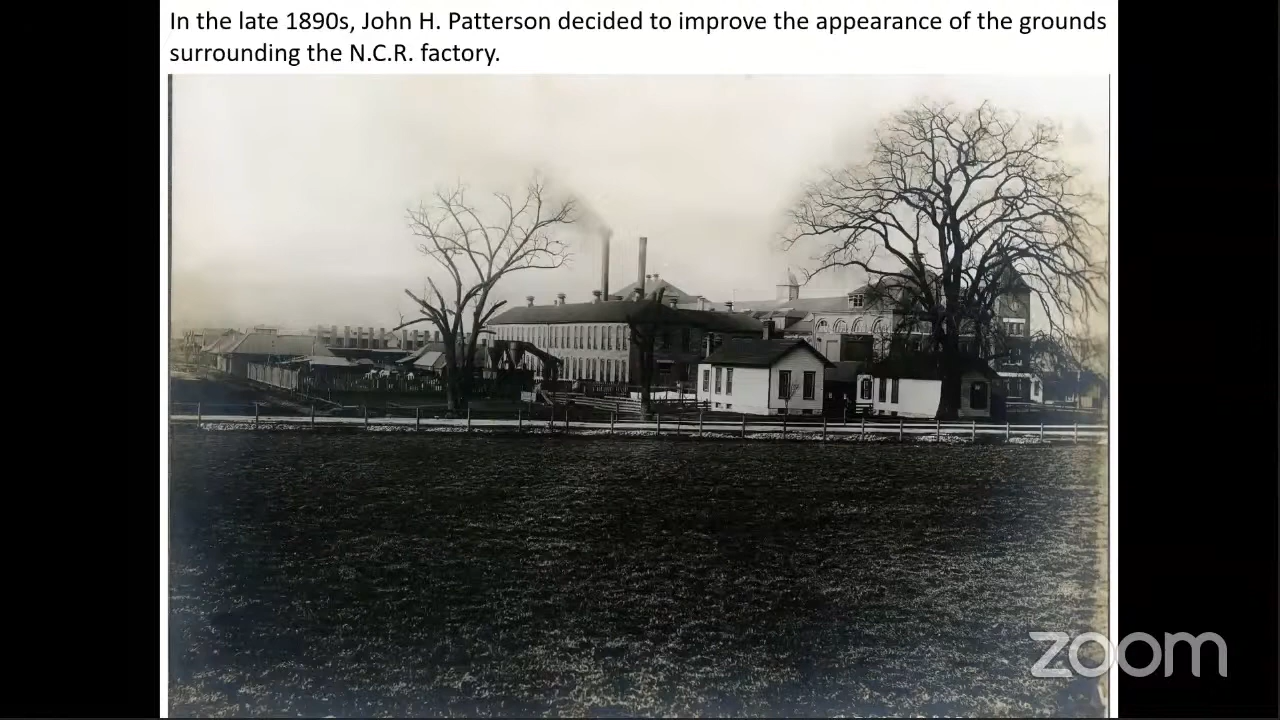 In the late 1890s, John H. Patterson decided to improve the appearance of the grounds
surrounding the N.C.R. factory.
zoom